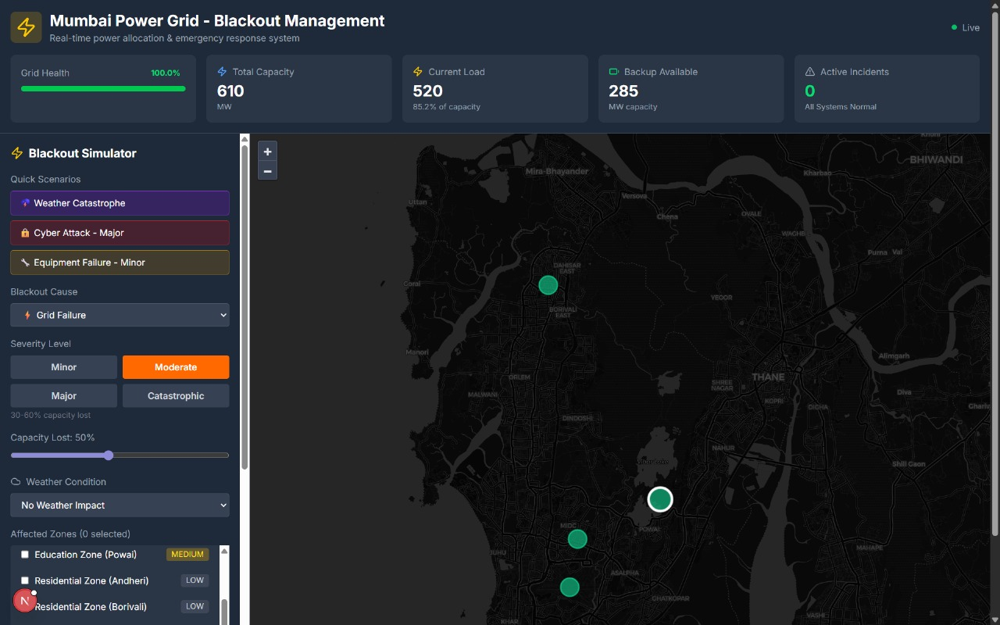 Mumbai Power Grid - Blackout Management
Real-time power allocation & emergency response system
Live
Grid Health
100.0%
Total Capacity
610
MW
Current Load
520
85.2% of capacity
Backup Available
285
MW capacity
Active Incidents
0
All Systems Normal
Blackout Simulator
Quick Scenarios
Weather Catastrophe
Cyber Attack - Major
Equipment Failure - Minor
Blackout Cause
Grid Failure
Severity Level
Minor
Moderate
Major
Catastrophic
30-60% capacity lost
Capacity Lost: 50%
Weather Condition
No Weather Impact
Affected Zones (0 selected)
Education Zone (Powai)
MEDIUM
Residential Zone (Andheri)
LOW
Residential Zone (Borivali)
LOW
N
+
−
Mira-Bhayander
BHIWANDI
Kharbao
Uttan
Versova
Chena
OVALE
WAGHB
Purna
Val
DAHISAR
EAST
Gorai
YEOOR
BORIVALI
EAST
Manori
Alimgarh
ORLEM
SHREE
NAGAR
THANE
MALWANI
KOPRI
DIGHA
Diva
DINDOSHI
NAHUR
Shill Gaon
MIDC
POWAI
JUHU
MAHAPE
ASALPHA
GHATKOPAR
KHAR
VASHI